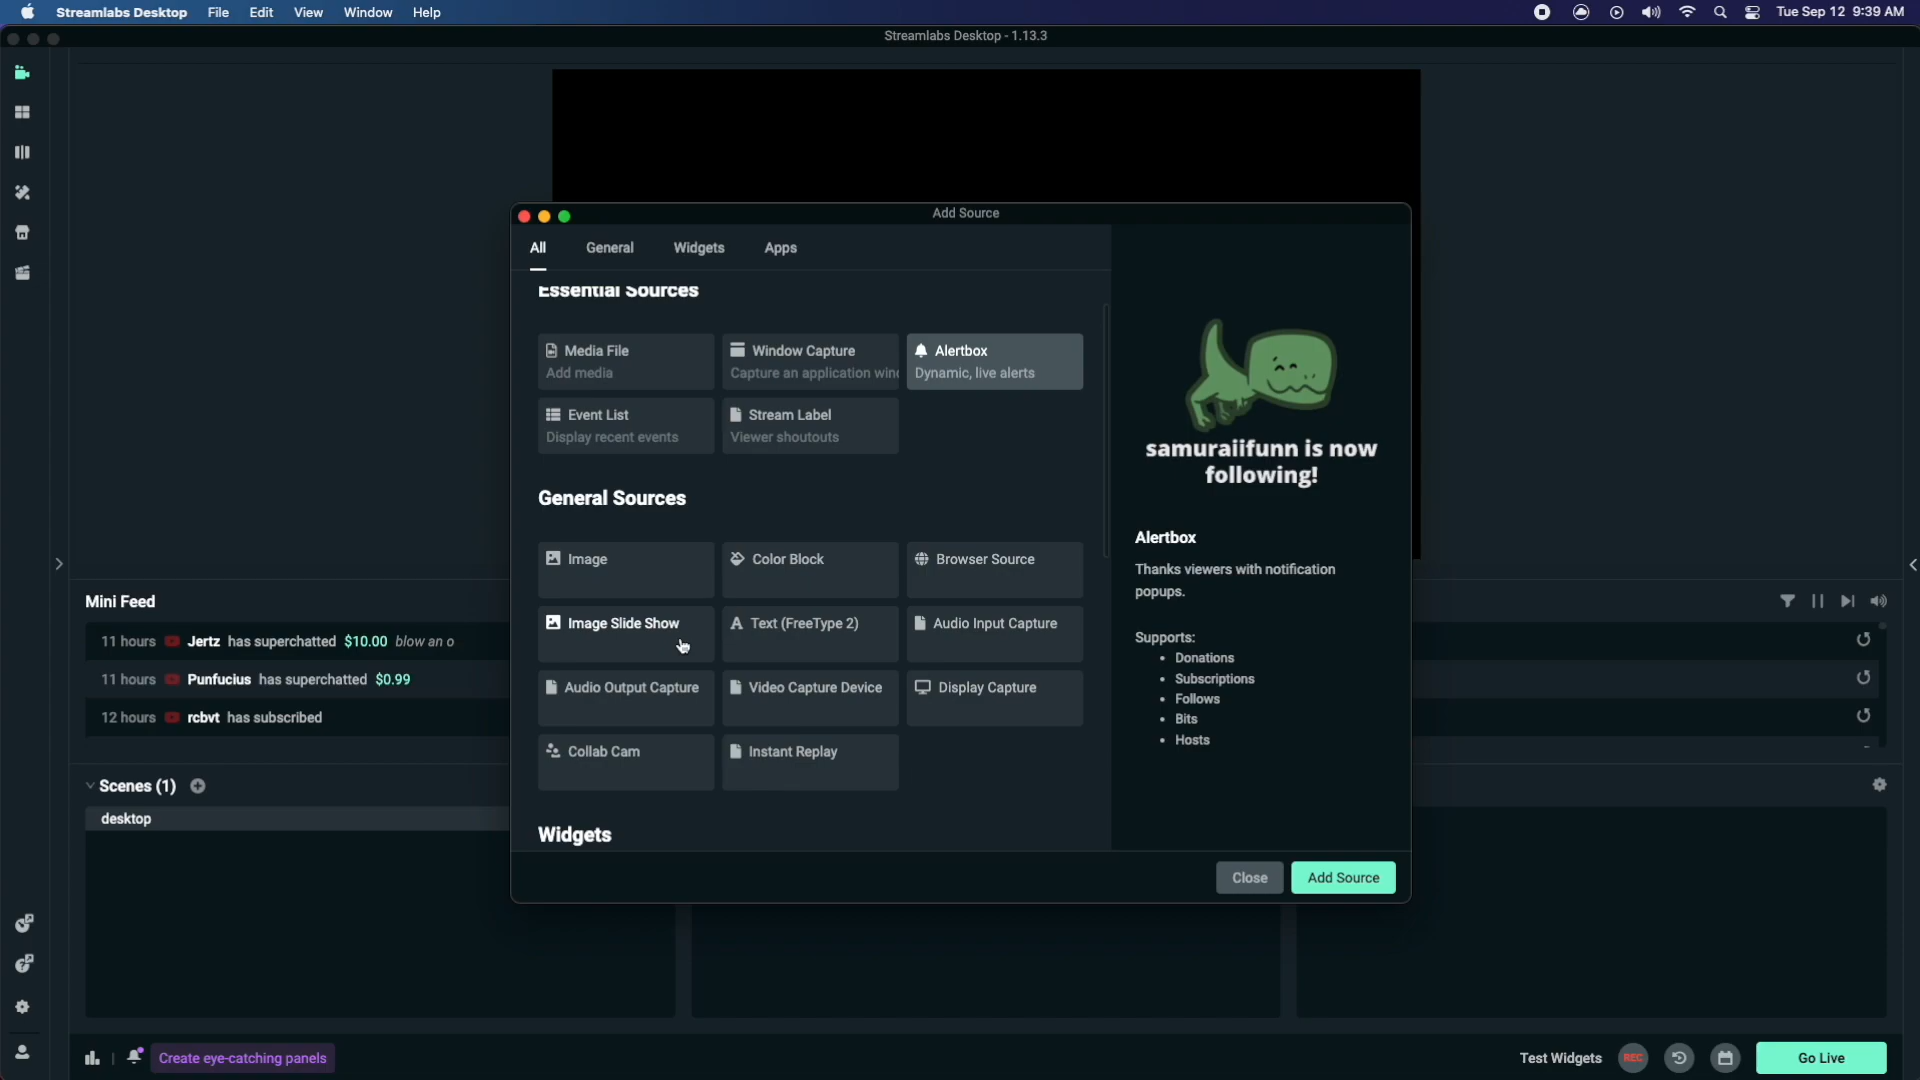 Streamlabs Desktop File Edit View Window Help Tue Sep 12 9:39 AM
Streamlabs Desktop - 1.13.3
Add Source
All General Widgets Apps
Essential Sources
Media File
Add media
Window Capture
Capture an application win
Alertbox
Dynamic, live alerts
Event List
Display recent events
Stream Label
Viewer shoutouts
General Sources
Image
Color Block
Browser Source
Image Slide Show
Text (FreeType 2)
Audio Input Capture
Audio Output Capture
Video Capture Device
Display Capture
Collab Cam
Instant Replay
Widgets
samuraiifunn is now
following!
Alertbox
Thanks viewers with notification
popups.
Supports:
• Donations
• Subscriptions
• Follows
• Bits
• Hosts
Close Add Source
Mini Feed
11 hours Jertz has superchatted $10.00 blow an o
11 hours Punfucius has superchatted $0.99
12 hours rcbvt has subscribed
Scenes (1)
desktop
Create eye-catching panels
Test Widgets REC Go Live